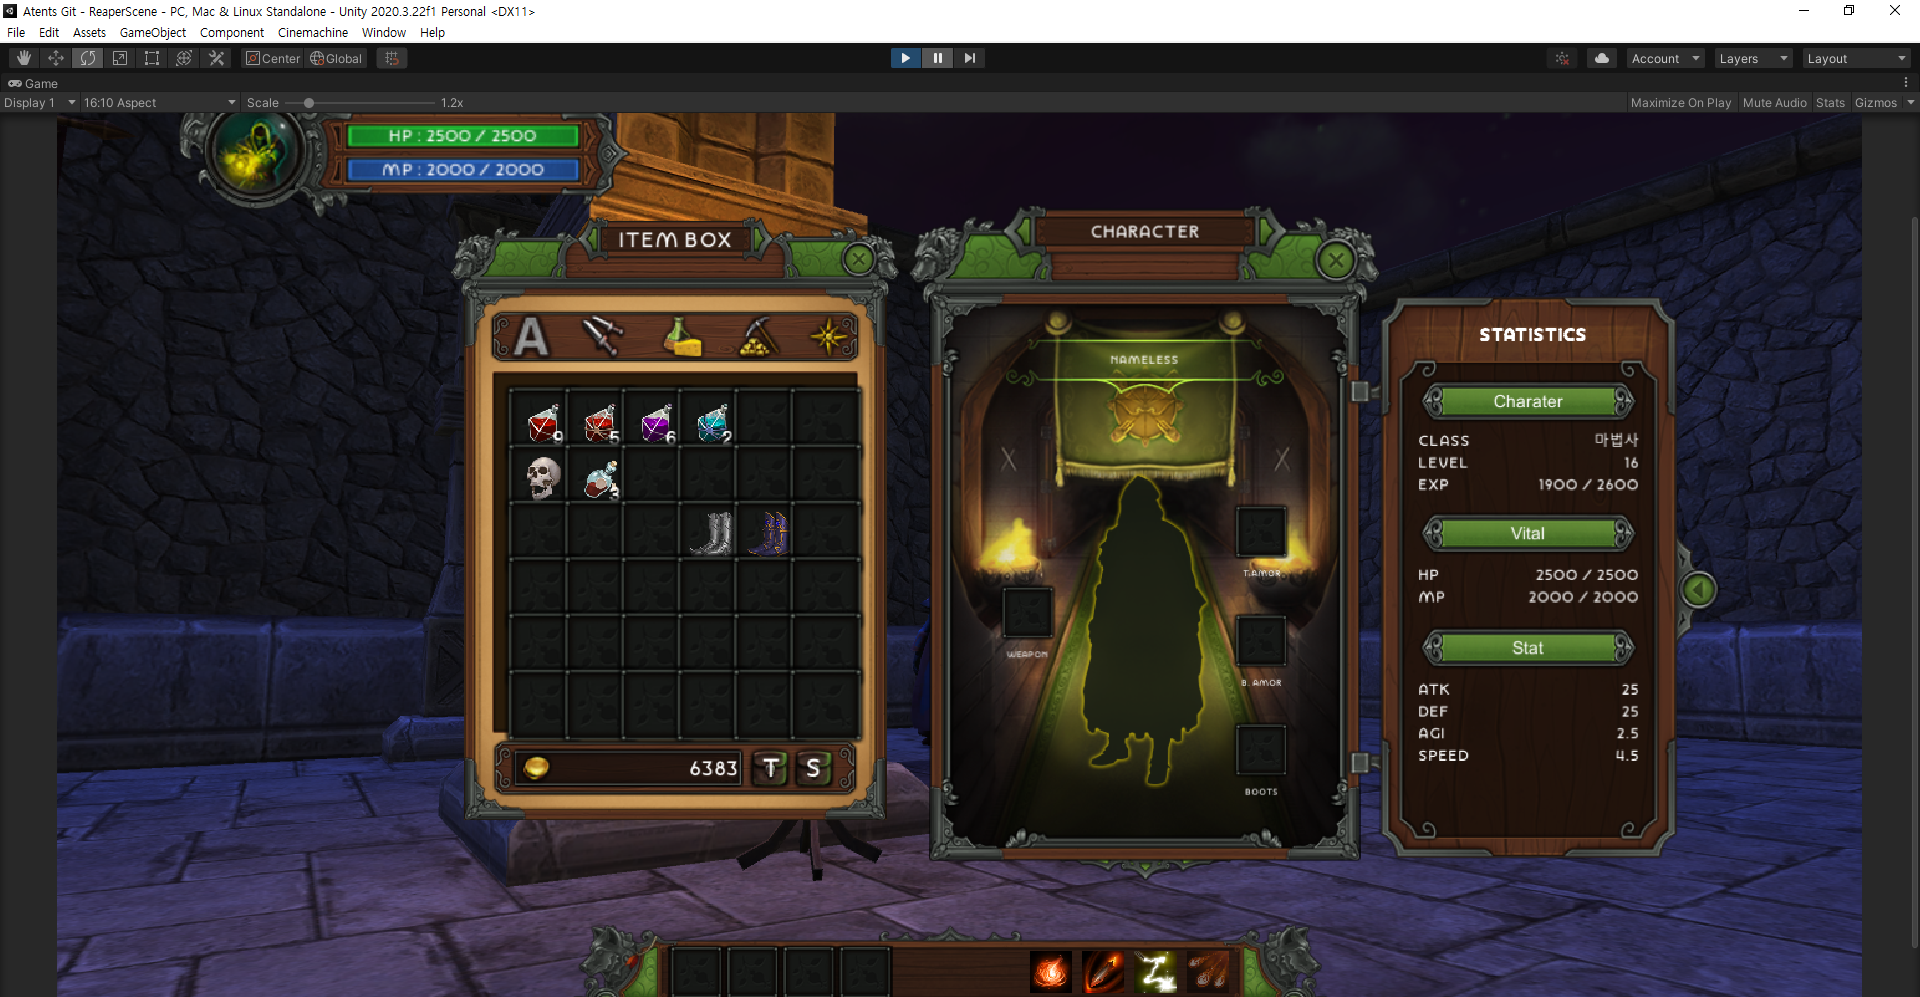 Atents Git - ReaperScene - PC, Mac & Linux Standalone - Unity 2020.3.22f1 Personal <DX11>
File Edit Assets GameObject Component Cinemachine Window Help
Center Global Account Layers Layout
Game
Display 1 16:10 Aspect Scale 1.2x Maximize On Play Mute Audio Stats Gizmos
HP : 2500 / 2500
MP : 2000 / 2000
ITEM BOX
A
9 5 6 2
3
6383 T S
CHARACTER
NAMELESS
X X
T.AMOR
WEAPON
B. AMOR
BOOTS
STATISTICS
Charater
CLASS 마법사
LEVEL 16
EXP 1900 / 2600
Vital
HP 2500 / 2500
MP 2000 / 2000
Stat
ATK 25
DEF 25
AGI 2.5
SPEED 4.5